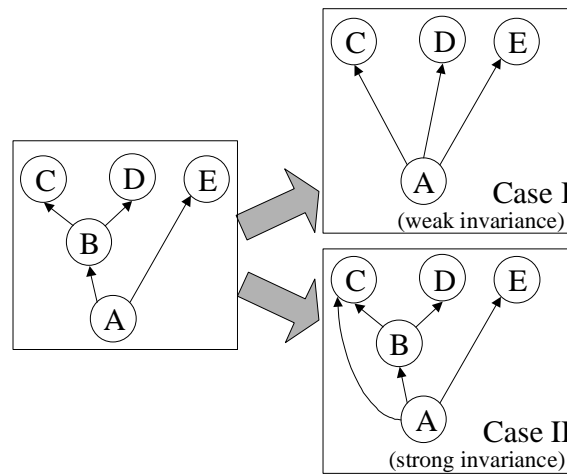 C D E
B
A
C D E
A
Case I
(weak invariance)
C D E
B
A
Case II
(strong invariance)